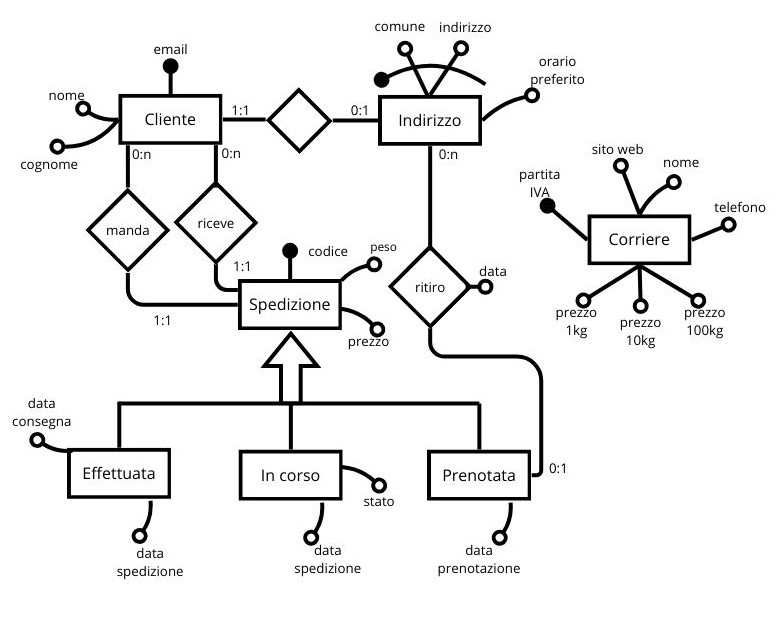 comune
indirizzo
email
orario
preferito
nome
1:1
0:1
Cliente
Indirizzo
cognome
0:n
0:n
0:n
sito web
nome
partita
IVA
telefono
manda
riceve
Corriere
1:1
codice
peso
data
ritiro
Spedizione
1:1
prezzo
prezzo
1kg
prezzo
10kg
prezzo
100kg
data
consegna
Effettuata
In corso
Prenotata
0:1
stato
data
spedizione
data
spedizione
data
prenotazione